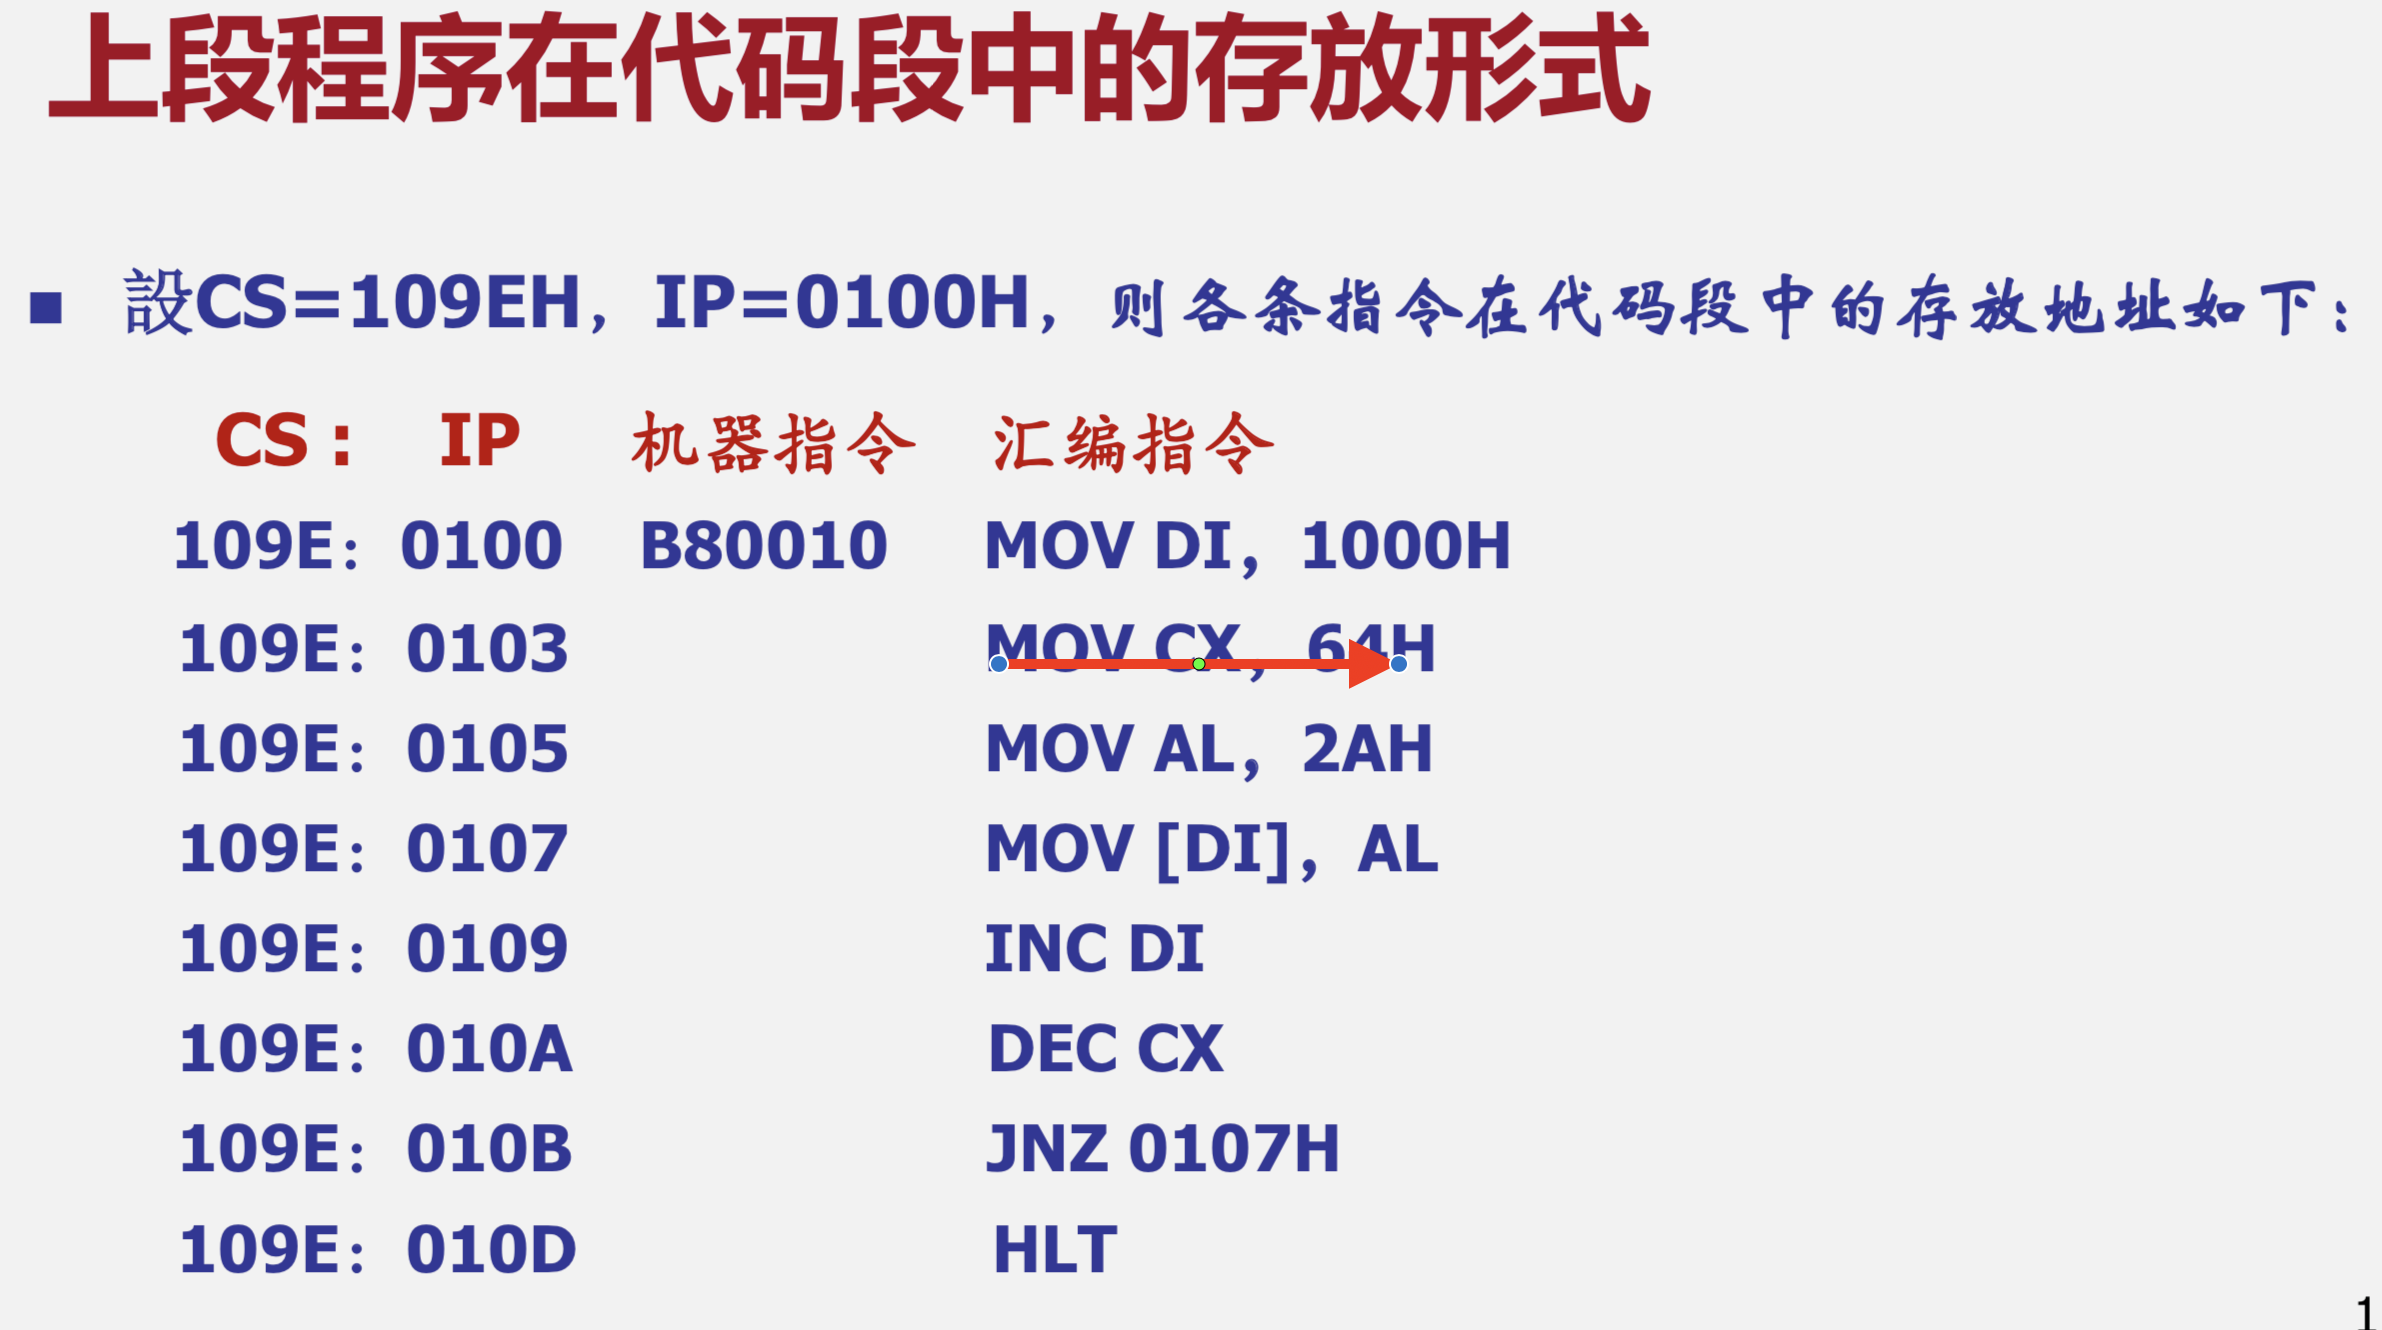 上段程序在代码段中的存放形式
■ 設CS=109EH，IP=0100H，则各条指令在代码段中的存放地址如下：
CS： IP 机器指令 汇编指令
109E：0100 B80010 MOV DI，1000H
109E：0103 MOV CX，64H
109E：0105 MOV AL，2AH
109E：0107 MOV [DI]，AL
109E：0109 INC DI
109E：010A DEC CX
109E：010B JNZ 0107H
109E：010D HLT
1